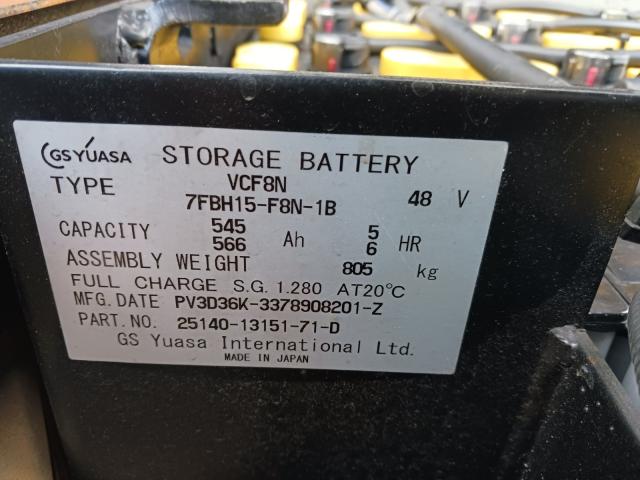 GS YUASA STORAGE BATTERY
TYPE VCF8N 48 V
7FBH15-F8N-1B
CAPACITY 545 Ah 5 HR
566 6
ASSEMBLY WEIGHT 805 kg
FULL CHARGE S.G. 1.280 AT20℃
MFG. DATE PV3D36K-3378908201-Z
PART. NO. 25140-13151-71-D
GS Yuasa International Ltd.
MADE IN JAPAN